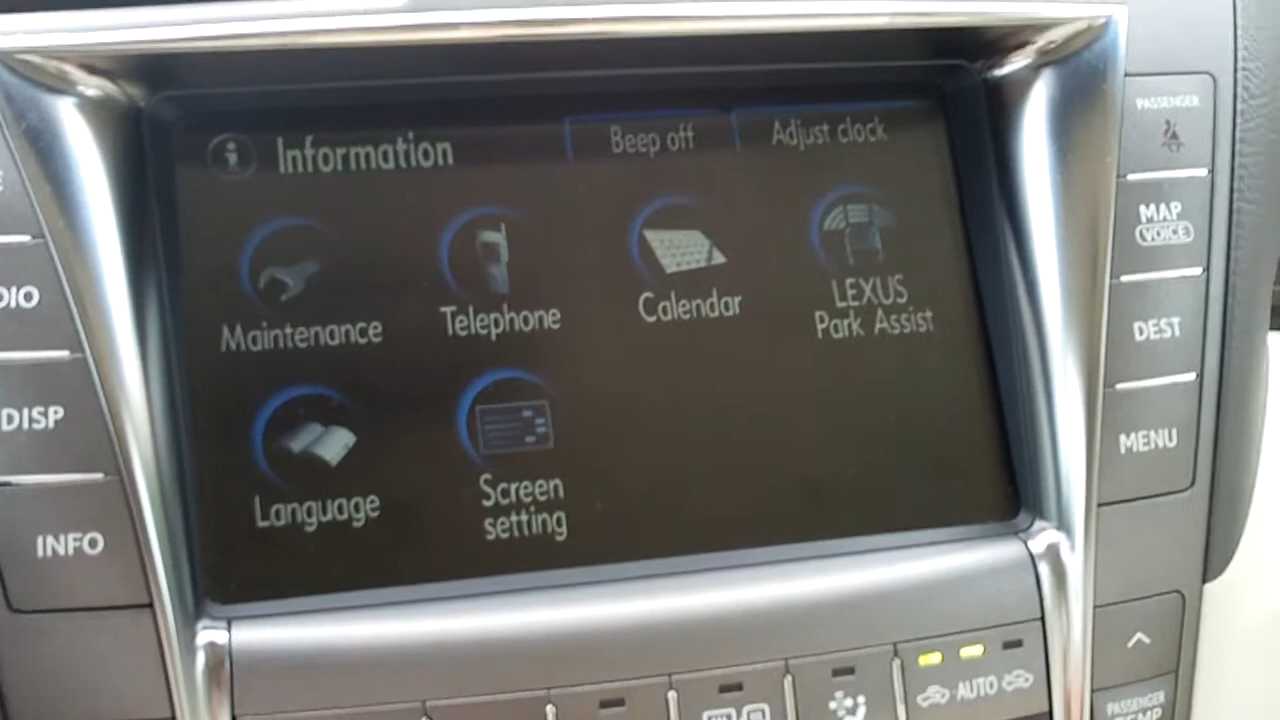 Information
Beep off
Adjust clock
Maintenance
Telephone
Calendar
LEXUS
Park Assist
Language
Screen
setting
DIO
DISP
INFO
PASSENGER
MAP
VOICE
DEST
MENU
AUTO
PASSENGER
TEMP